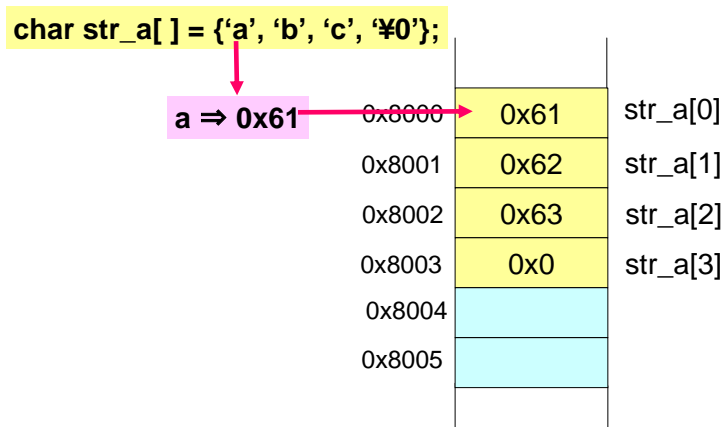 char str_a[ ] = {‘a’, ‘b’, ‘c’, ‘¥0’};
a ⇒ 0x61
0x8000 0x61 str_a[0]
0x8001 0x62 str_a[1]
0x8002 0x63 str_a[2]
0x8003 0x0 str_a[3]
0x8004
0x8005